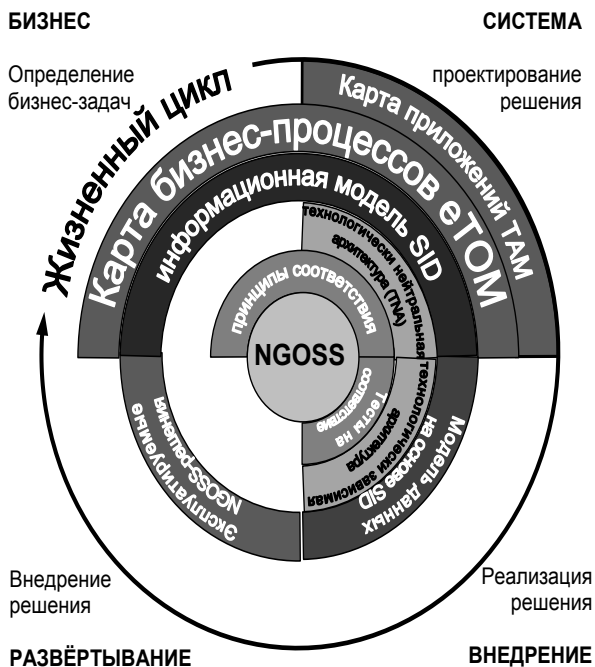 БИЗНЕС
СИСТЕМА
Определение
бизнес-задач
проектирование
решения
Жизненный цикл
Карта приложений TAM
Карта бизнес-процессов eTOM
информационная модель SID
технологически нейтральная
архитектура (TNA)
принципы соответствия
NGOSS
Тесты на
соответствие
технологически зависимая
архитектура
Модель данных
на основе SID
Эксплуатируемые
NGOSS-решения
Внедрение
решения
Реализация
решения
РАЗВЁРТЫВАНИЕ
ВНЕДРЕНИЕ